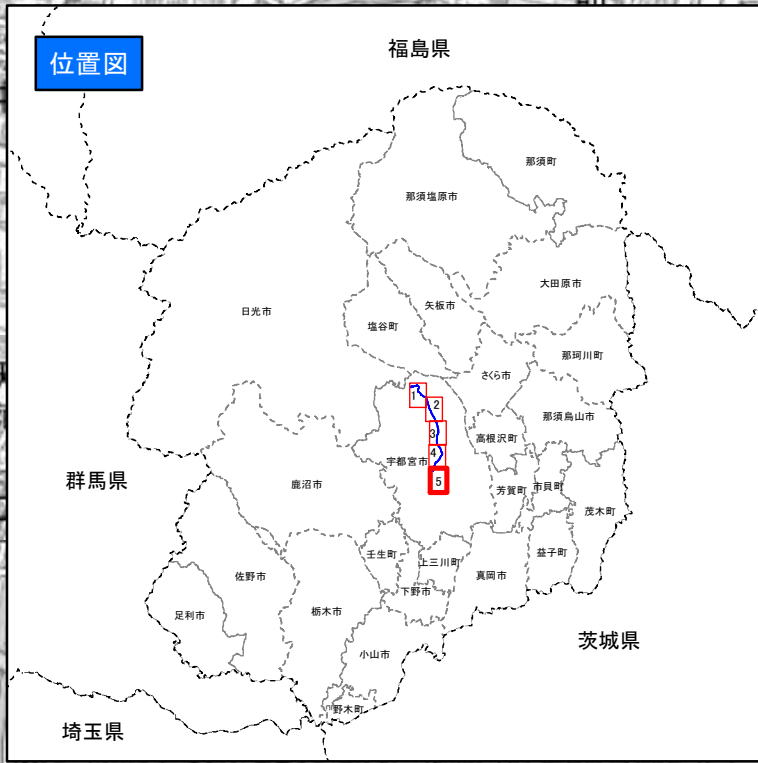 位置図
福島県
那須町
那須塩原市
大田原市
日光市
矢板市
塩谷町
那珂川町
さくら市
1
2
那須烏山市
3
高根沢町
4
宇都宮市
5
群馬県
鹿沼市
芳賀町
市貝町
茂木町
壬生町
上三川町
真岡市
益子町
佐野市
下野市
足利市
栃木市
茨城県
小山市
野木町
埼玉県